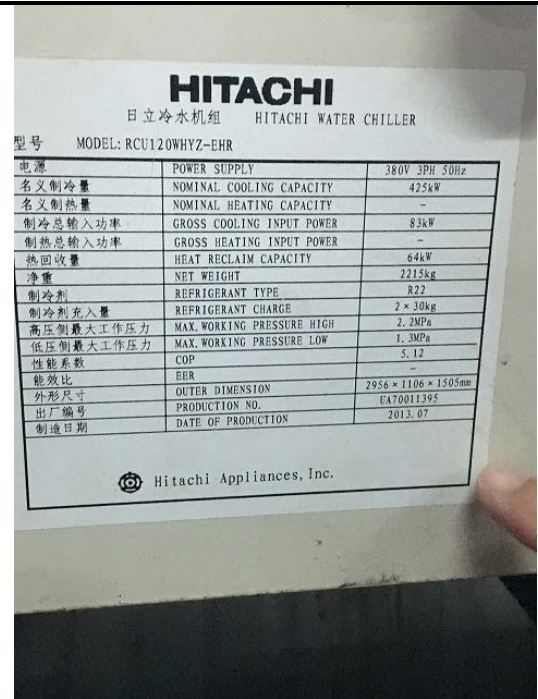 HITACHI
日立冷水机组 HITACHI WATER CHILLER
型号 MODEL: RCU120WHYZ-EHR
电源 POWER SUPPLY 380V 3PH 50Hz
名义制冷量 NOMINAL COOLING CAPACITY 425kW
名义制热量 NOMINAL HEATING CAPACITY -
制冷总输入功率 GROSS COOLING INPUT POWER 83kW
制热总输入功率 GROSS HEATING INPUT POWER -
热回收量 HEAT RECLAIM CAPACITY 64kW
净重 NET WEIGHT 2215kg
制冷剂 REFRIGERANT TYPE R22
制冷剂充入量 REFRIGERANT CHARGE 2×30kg
高压侧最大工作压力 MAX. WORKING PRESSURE HIGH 2.2MPa
低压侧最大工作压力 MAX. WORKING PRESSURE LOW 1.3MPa
性能系数 COP 5.12
能效比 EER -
外形尺寸 OUTER DIMENSION 2956×1106×1505mm
出厂编号 PRODUCTION NO. UA70011395
制造日期 DATE OF PRODUCTION 2013.07
Hitachi Appliances, Inc.